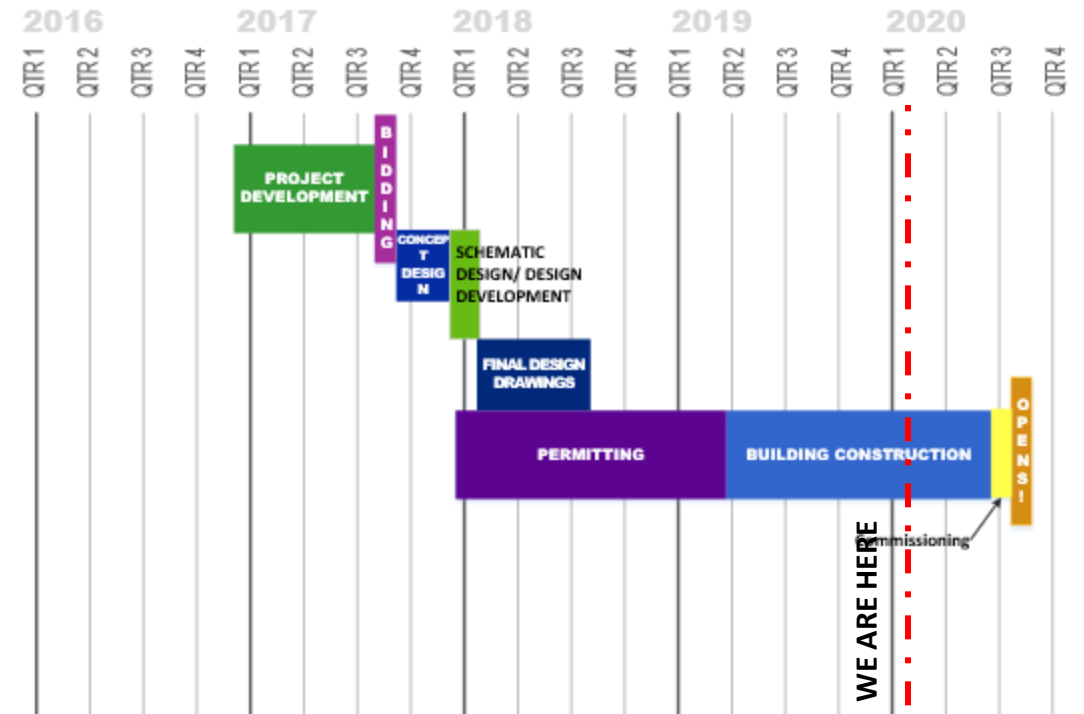 2016 2017 2018 2019 2020
QTR 1 QTR 2 QTR 3 QTR 4 QTR 1 QTR 2 QTR 3 QTR 4 QTR 1 QTR 2 QTR 3 QTR 4 QTR 1 QTR 2 QTR 3 QTR 4 QTR 1 QTR 2 QTR 3 QTR 4
BIDDING
PROJECT
DEVELOPMENT
CONCEP
T
DESIG
N
SCHEMATIC
DESIGN/ DESIGN
DEVELOPMENT
FINAL DESIGN
DRAWINGS
PERMITTING
BUILDING CONSTRUCTION
OPENS!
Commissioning
WE ARE HERE